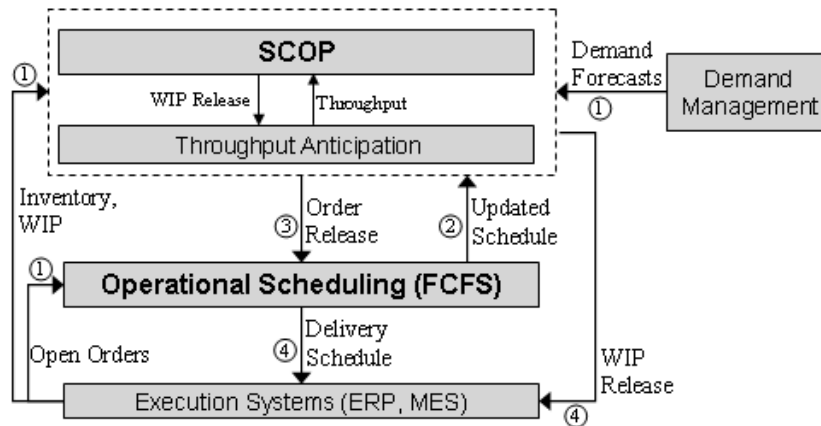 SCOP
①
Demand
Forecasts
①
Demand
Management
WIP Release
Throughput
Throughput Anticipation
Inventory,
WIP
③
Order
Release
②
Updated
Schedule
①
Operational Scheduling (FCFS)
Open Orders
④
Delivery
Schedule
WIP
Release
Execution Systems (ERP, MES)
④